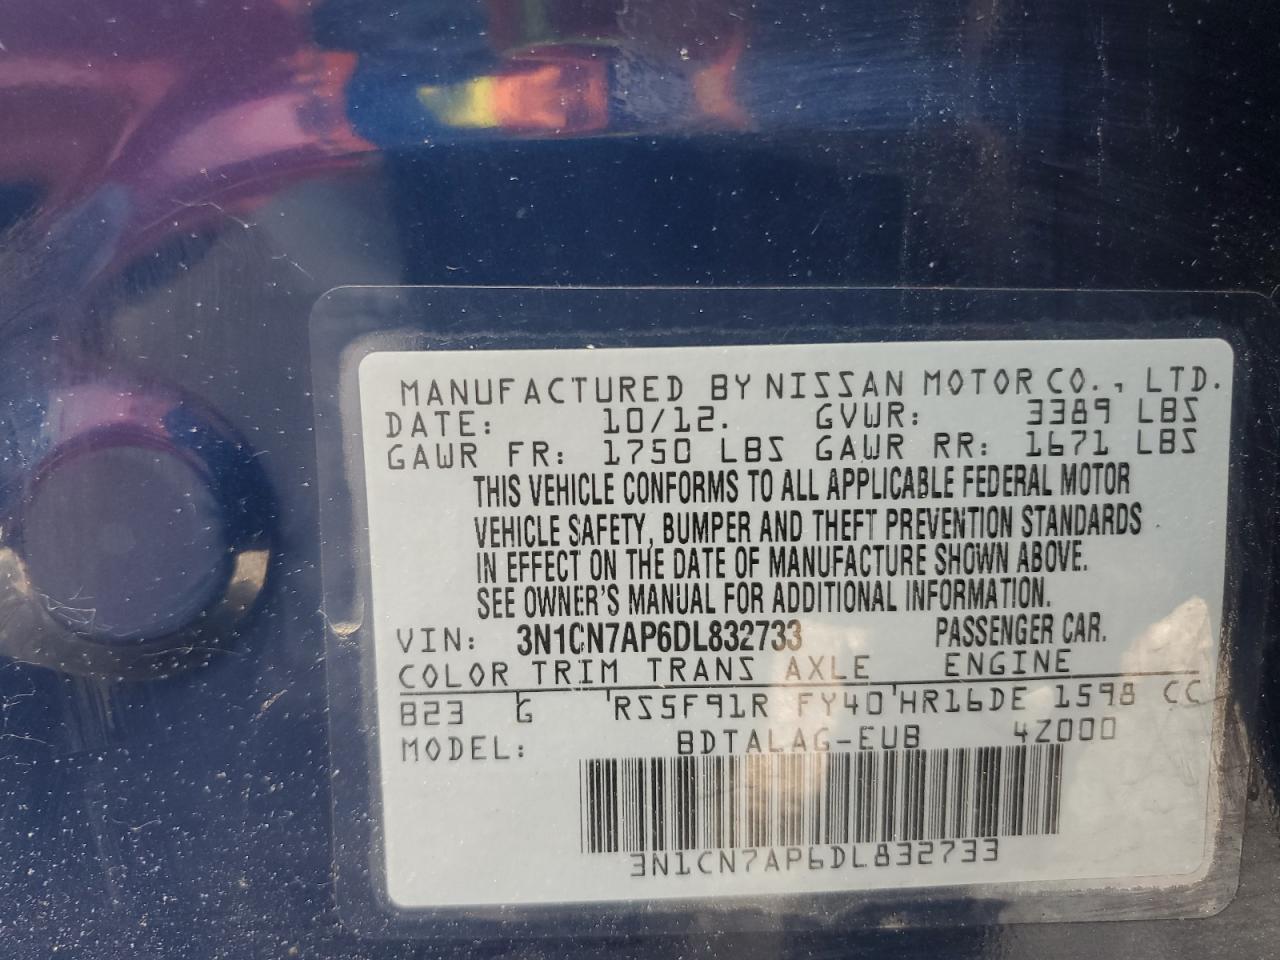 MANUFACTURED BY NISSAN MOTOR CO., LTD.
DATE: 10/12. GVWR: 3389 LBS
GAWR FR: 1750 LBS GAWR RR: 1671 LBS
THIS VEHICLE CONFORMS TO ALL APPLICABLE FEDERAL MOTOR
VEHICLE SAFETY, BUMPER AND THEFT PREVENTION STANDARDS
IN EFFECT ON THE DATE OF MANUFACTURE SHOWN ABOVE.
SEE OWNER'S MANUAL FOR ADDITIONAL INFORMATION.
VIN: 3N1CN7AP6DL832733 PASSENGER CAR.
COLOR TRIM TRANS AXLE ENGINE
B23 G RS5F91R FY40 HR16DE 1598 CC
MODEL: BDTALAG-EUB 4Z000
3N1CN7AP6DL832733